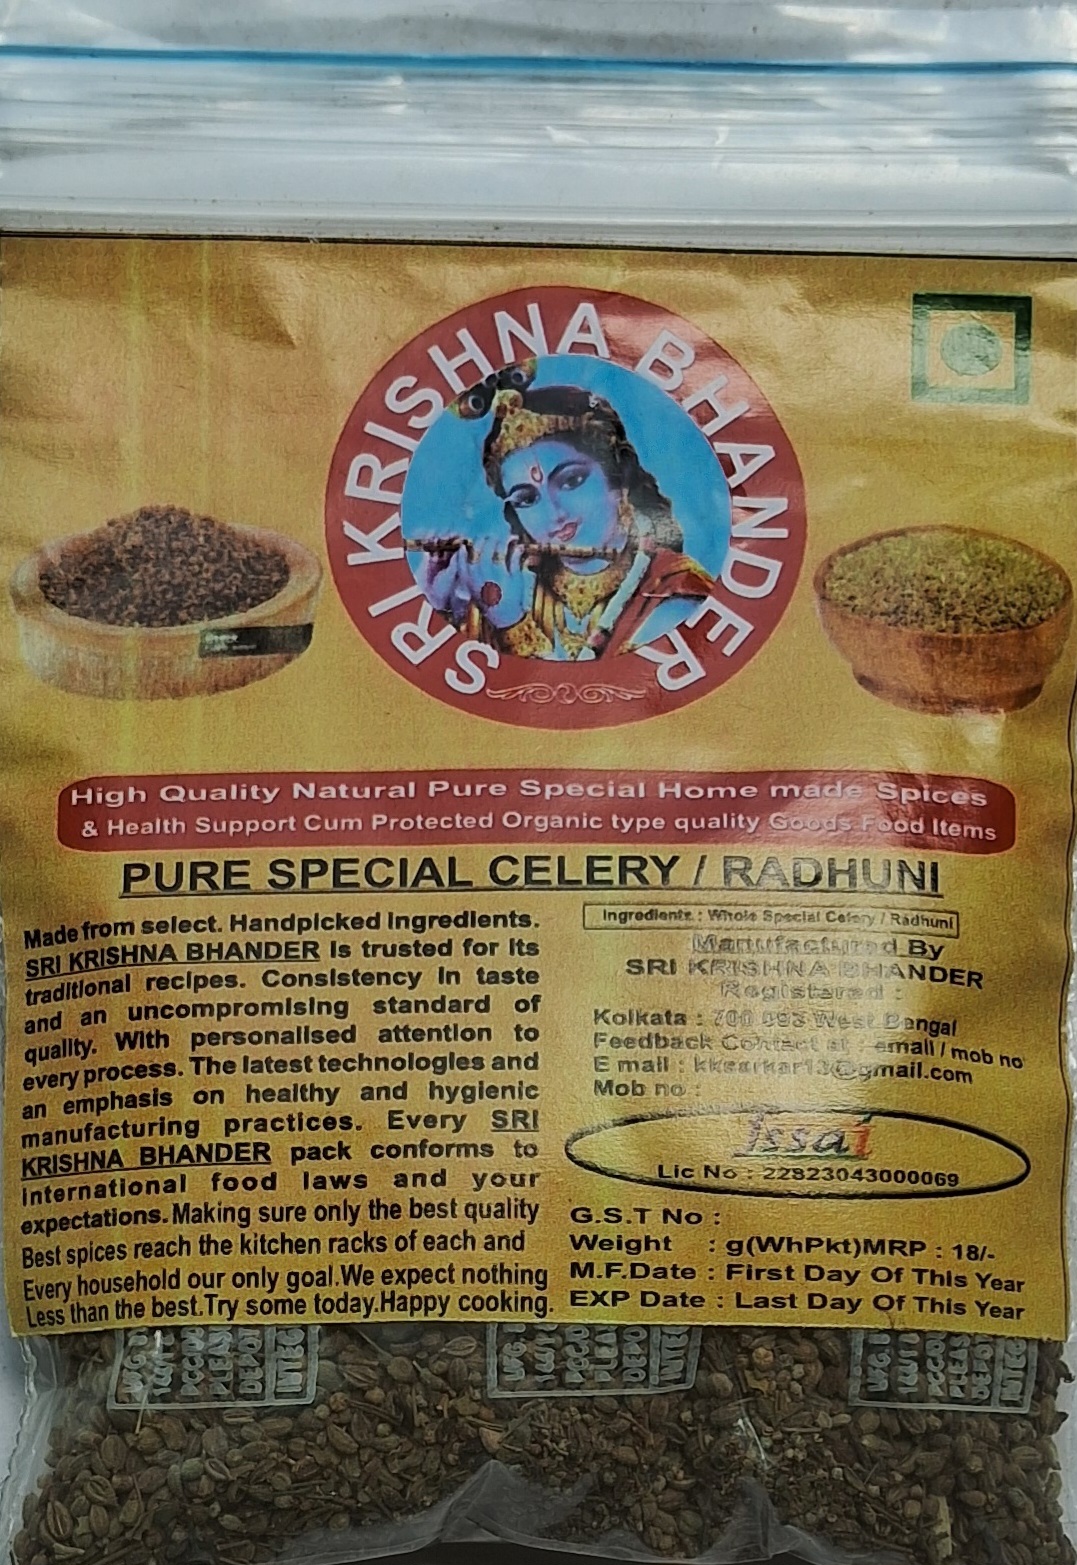 SRI KRISHNA BHANDER
High Quality Natural Pure Special Home made Spices
& Health Support Cum Protected Organic type quality Goods Food Items
PURE SPECIAL CELERY / RADHUNI
Made from select. Handpicked Ingredients.
SRI KRISHNA BHANDER is trusted for its
traditional recipes. Consistency in taste
and an uncompromising standard of
quality. With personalised attention to
every process. The latest technologies and
an emphasis on healthy and hygienic
manufacturing practices. Every SRI
KRISHNA BHANDER pack conforms to
international food laws and your
expectations. Making sure only the best quality
Best spices reach the kitchen racks of each and
Every household our only goal.We expect nothing
Less than the best.Try some today.Happy cooking.
Ingredients : Whole Special Celery / Radhuni
Manufactured By
SRI KRISHNA BHANDER
Registered :
Kolkata : West Bengal
Feedback Contact at : email / mob no
E mail : kksarkar13@gmail.com
Mob no :
Lic No : 22823043000069
G.S.T No :
Weight : g(WhPkt)MRP : 18/-
M.F.Date : First Day Of This Year
EXP Date : Last Day Of This Year